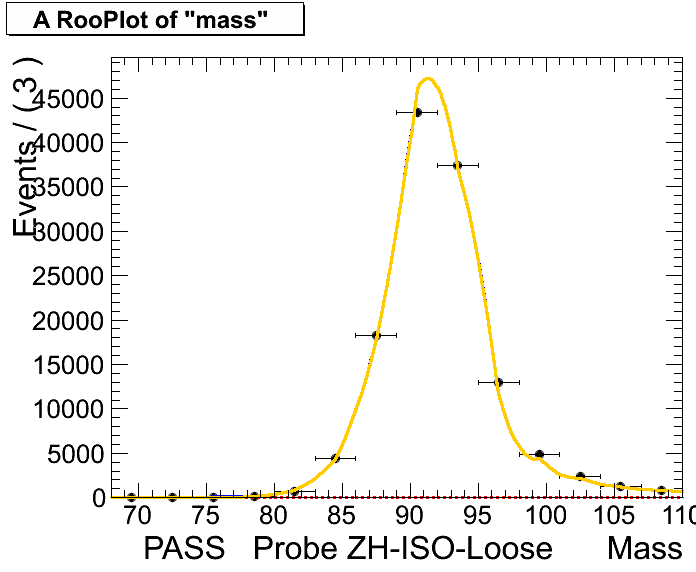 A RooPlot of "mass"
Events / ( 3 )
45000
40000
35000
30000
25000
20000
15000
10000
5000
0
70 75 80 85 90 95 100 105 110
PASS Probe ZH-ISO-Loose Mass